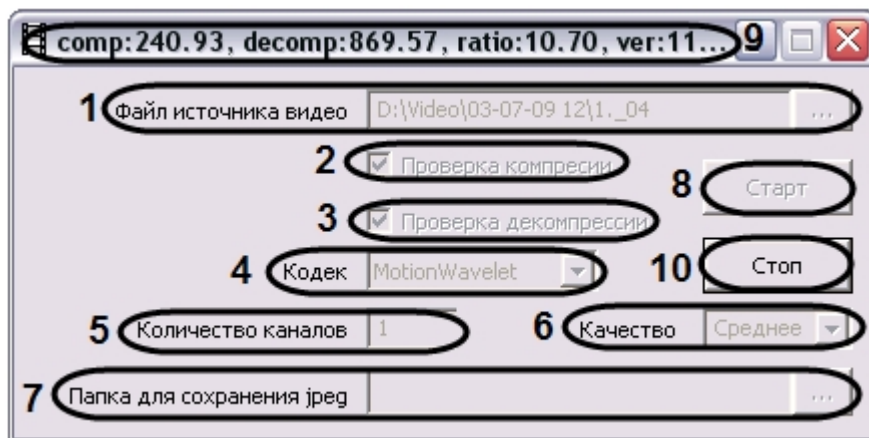 comp:240.93, decomp:869.57, ratio:10.70, ver:11... 9
1 Файл источника видео D:\Video\03-07-09 12\1._04 ...
2 Проверка компресии
8 Старт
3 Проверка декомпрессии
4 Кодек MotionWavelet
10 Стоп
5 Количество каналов 1
6 Качество Среднее
7 Папка для сохранения jpeg ...